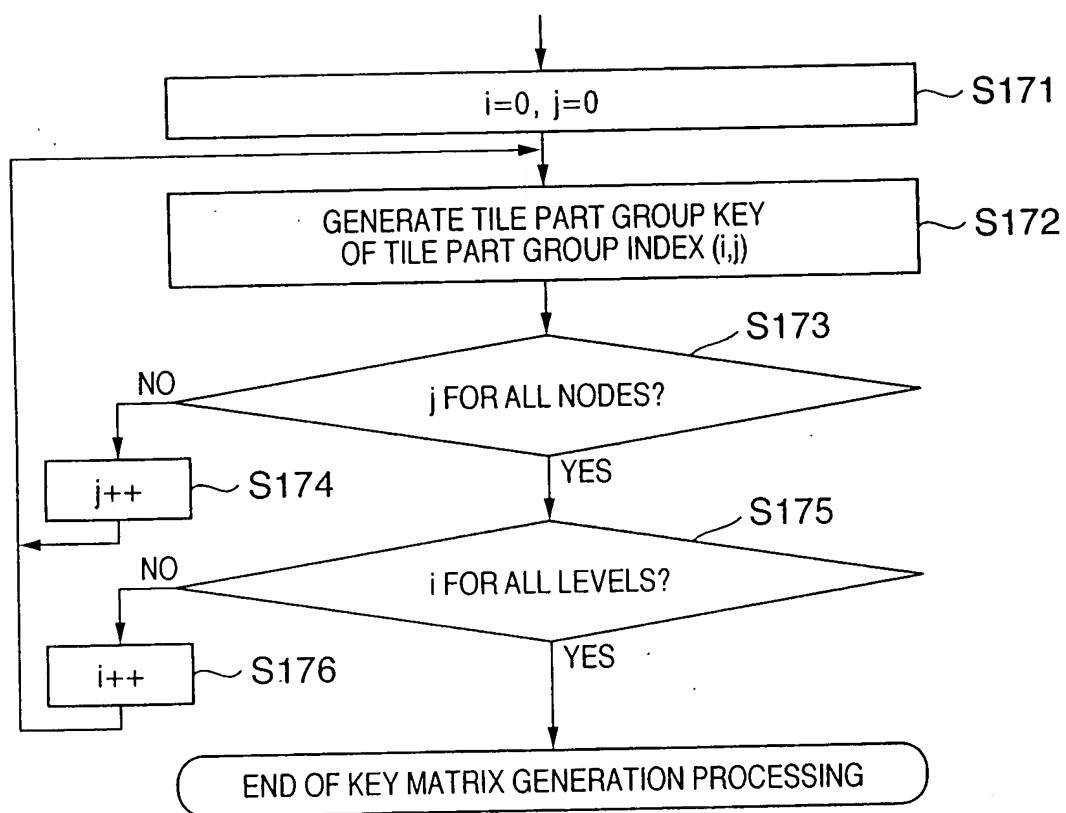 i=0, j=0
S171
GENERATE TILE PART GROUP KEY
OF TILE PART GROUP INDEX (i,j)
S172
S173
NO
j FOR ALL NODES?
YES
j++
S174
S175
NO
i FOR ALL LEVELS?
YES
i++
S176
END OF KEY MATRIX GENERATION PROCESSING